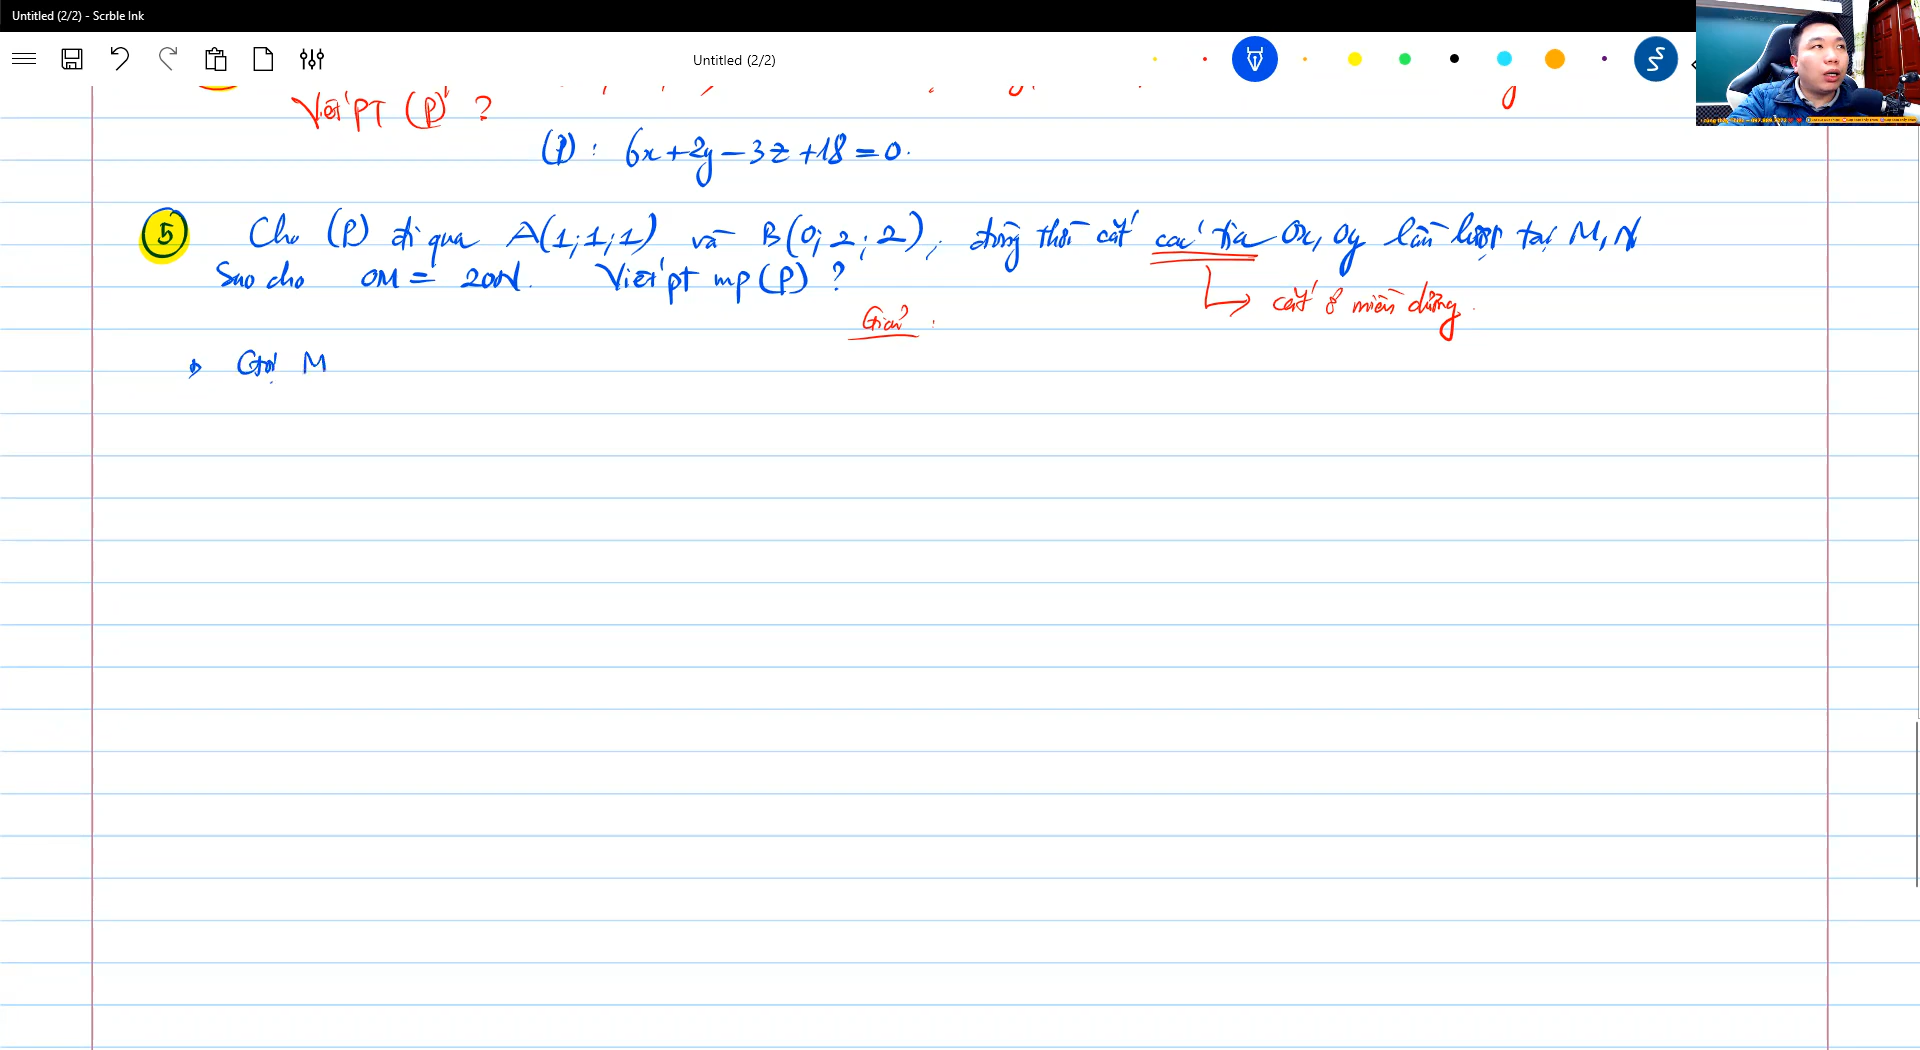 Untitled (2/2) - Scrble Ink
Untitled (2/2)
Viết PT (P) ?
(P): 6x + 2y - 3z + 18 = 0.
5 Cho (P) đi qua A(1;1;1) và B(0;2;2), đồng thời cắt các tia Ox, Oy lần lượt tại M, N
Sao cho OM = 2ON. Viết pt mp (P) ?
cắt ở miền dương.
Giải :
Gọi M